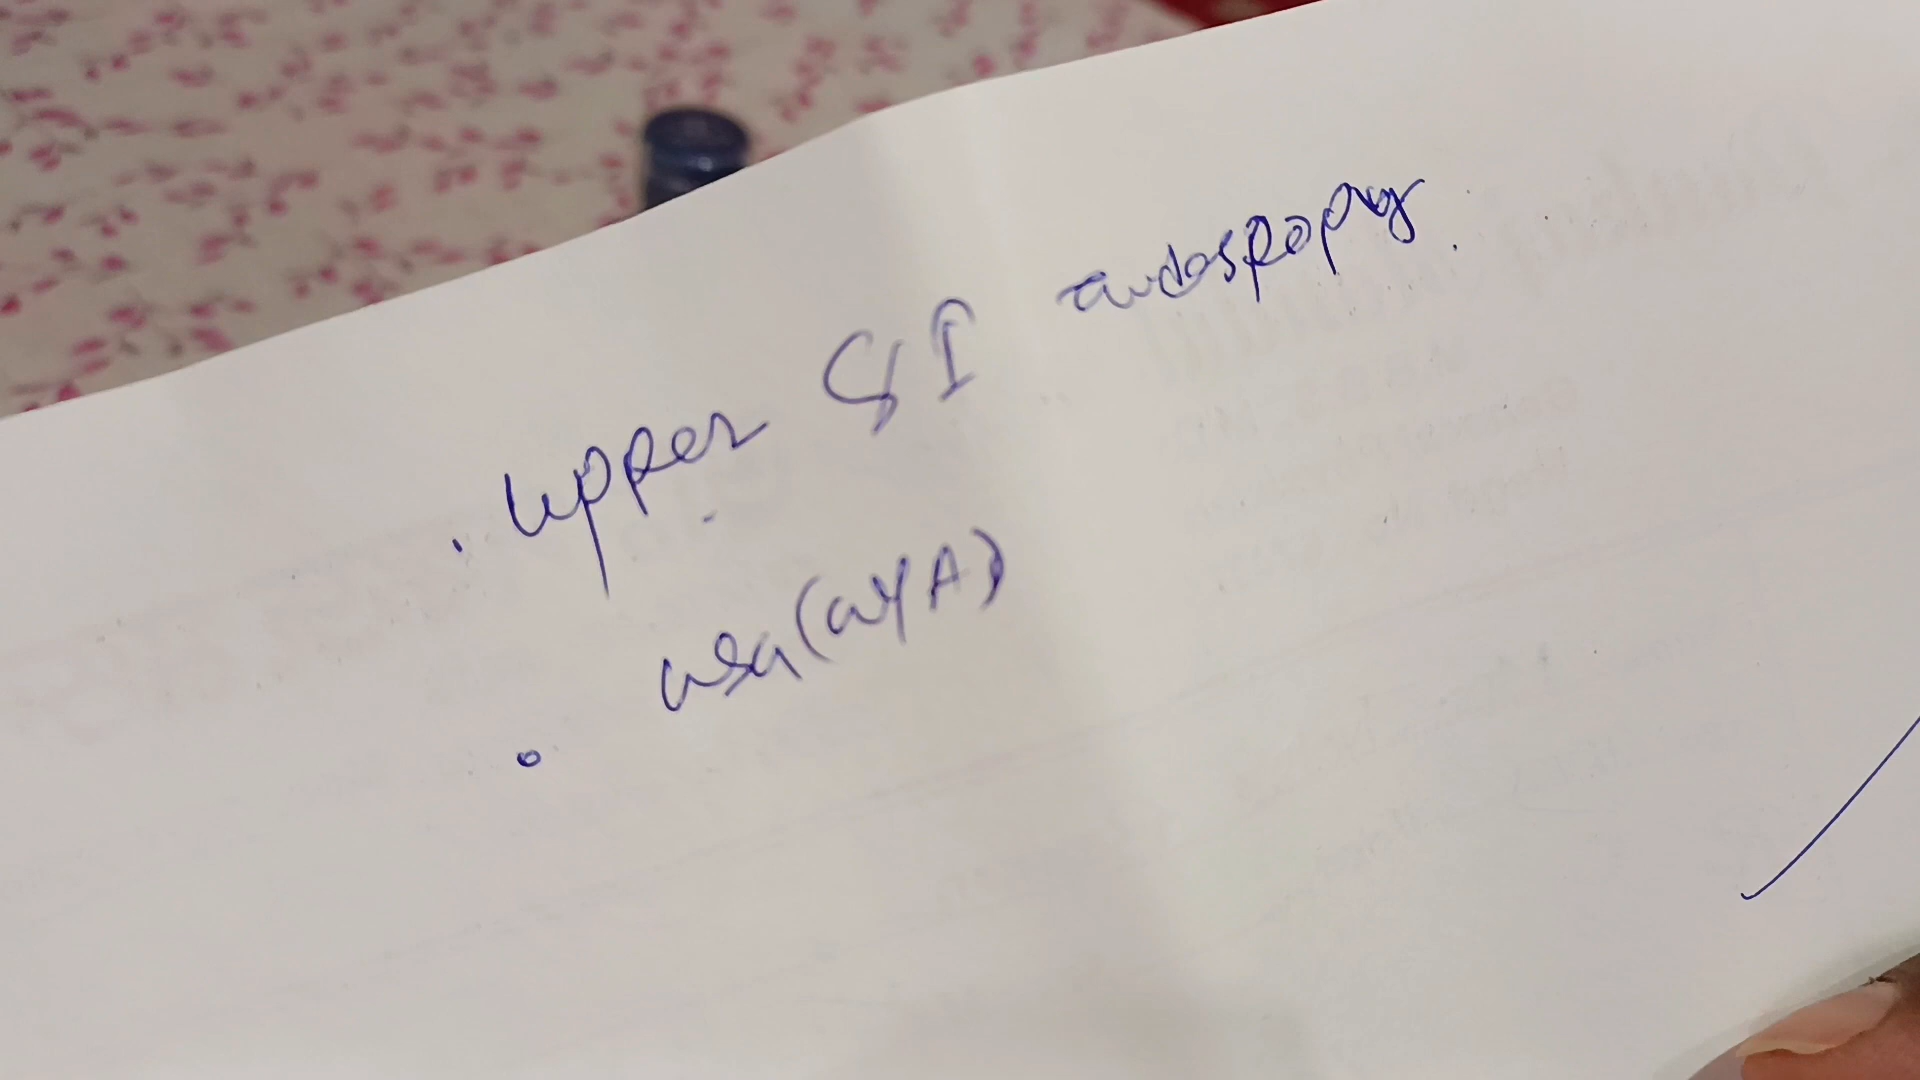 . Upper GI endoscopy.
. USG (W/A)